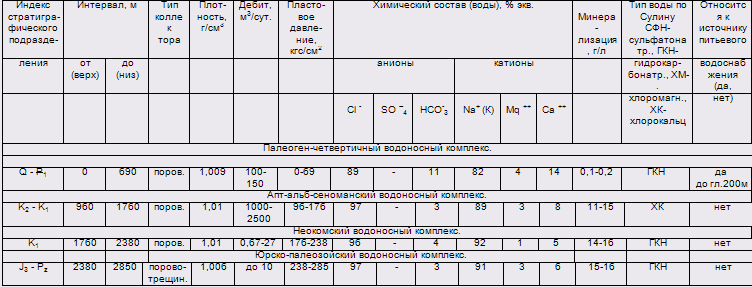 Индекс Интервал, м Тип Плот- Дебит, Пласто- Химический состав (воды), % экв. Минера Тип воды по Относитс
стратигра- колле ность, м³/сут. вое - Сулину я к
фического к г/см³ давле- лизация СФН- источнику
подразде- тора ние, , г/л сульфатона питьевого
кгс/см² тр., ГКН-
ления от до анионы катионы гидрокар- водоснаб
(верх) (низ) бонатр., ХМ- жения
. (да,
Cl - SO ⁻₄ HCO⁻₃ Na⁺ (K) Mq ⁺⁺ Ca ⁺⁺ хлоромагн., нет)
ХК-
хлорокальц
Палеоген-четвертичный водоносный комплекс.
Q - P₁ 0 690 поров. 1,009 100- 0-69 89 - 11 82 4 14 0,1-0,2 ГКН да
150 до гл.200м
Апт-альб-сеноманский водоносный комплекс.
K₂ - K₁ 960 1760 поров. 1,01 1000- 96-176 97 - 3 89 3 8 11-15 ХК нет
2500
Неокомский водоносный комплекс.
K₁ 1760 2380 поров. 1,01 0,67-27 176-238 96 - 4 92 1 5 14-16 ГКН нет
Юрско-палеозойский водоносный комплекс.
J₃ - Pz 2380 2850 порово- 1,006 до 10 238-285 97 - 3 91 3 6 15-16 ГКН нет
трещин.